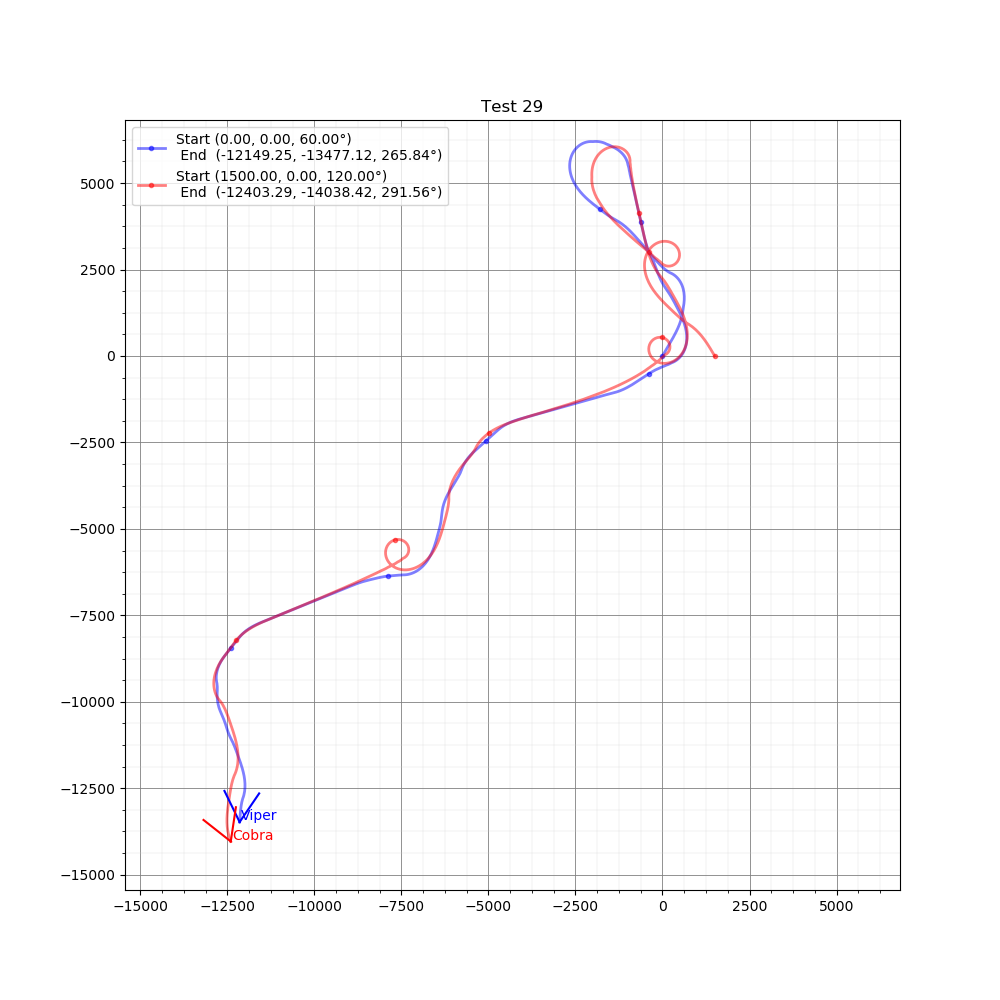 Test 29
Start (0.00, 0.00, 60.00°)
End  (-12149.25, -13477.12, 265.84°)
Start (1500.00, 0.00, 120.00°)
End  (-12403.29, -14038.42, 291.56°)
5000
2500
0
−2500
−5000
−7500
−10000
−12500
−15000
Viper
Cobra
−15000 −12500 −10000 −7500 −5000 −2500 0 2500 5000